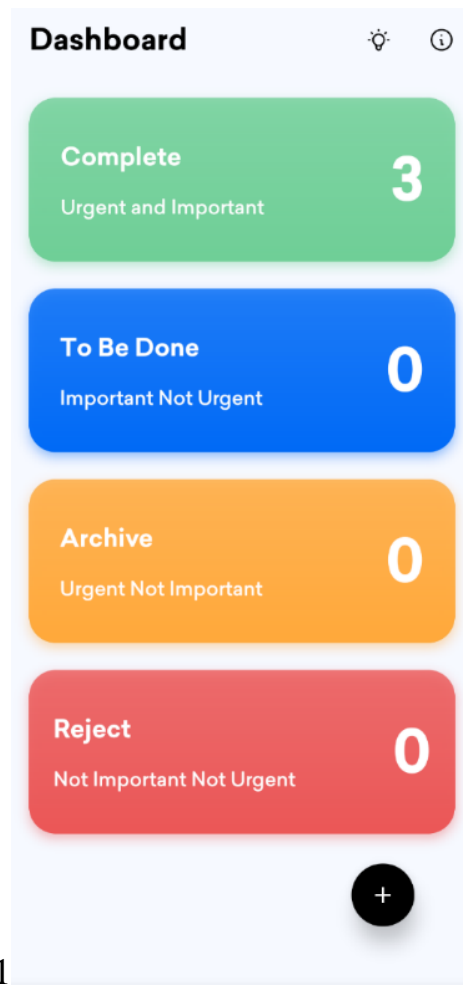 Dashboard
Complete
Urgent and Important
3
To Be Done
Important Not Urgent
0
Archive
Urgent Not Important
0
Reject
Not Important Not Urgent
0
+
1